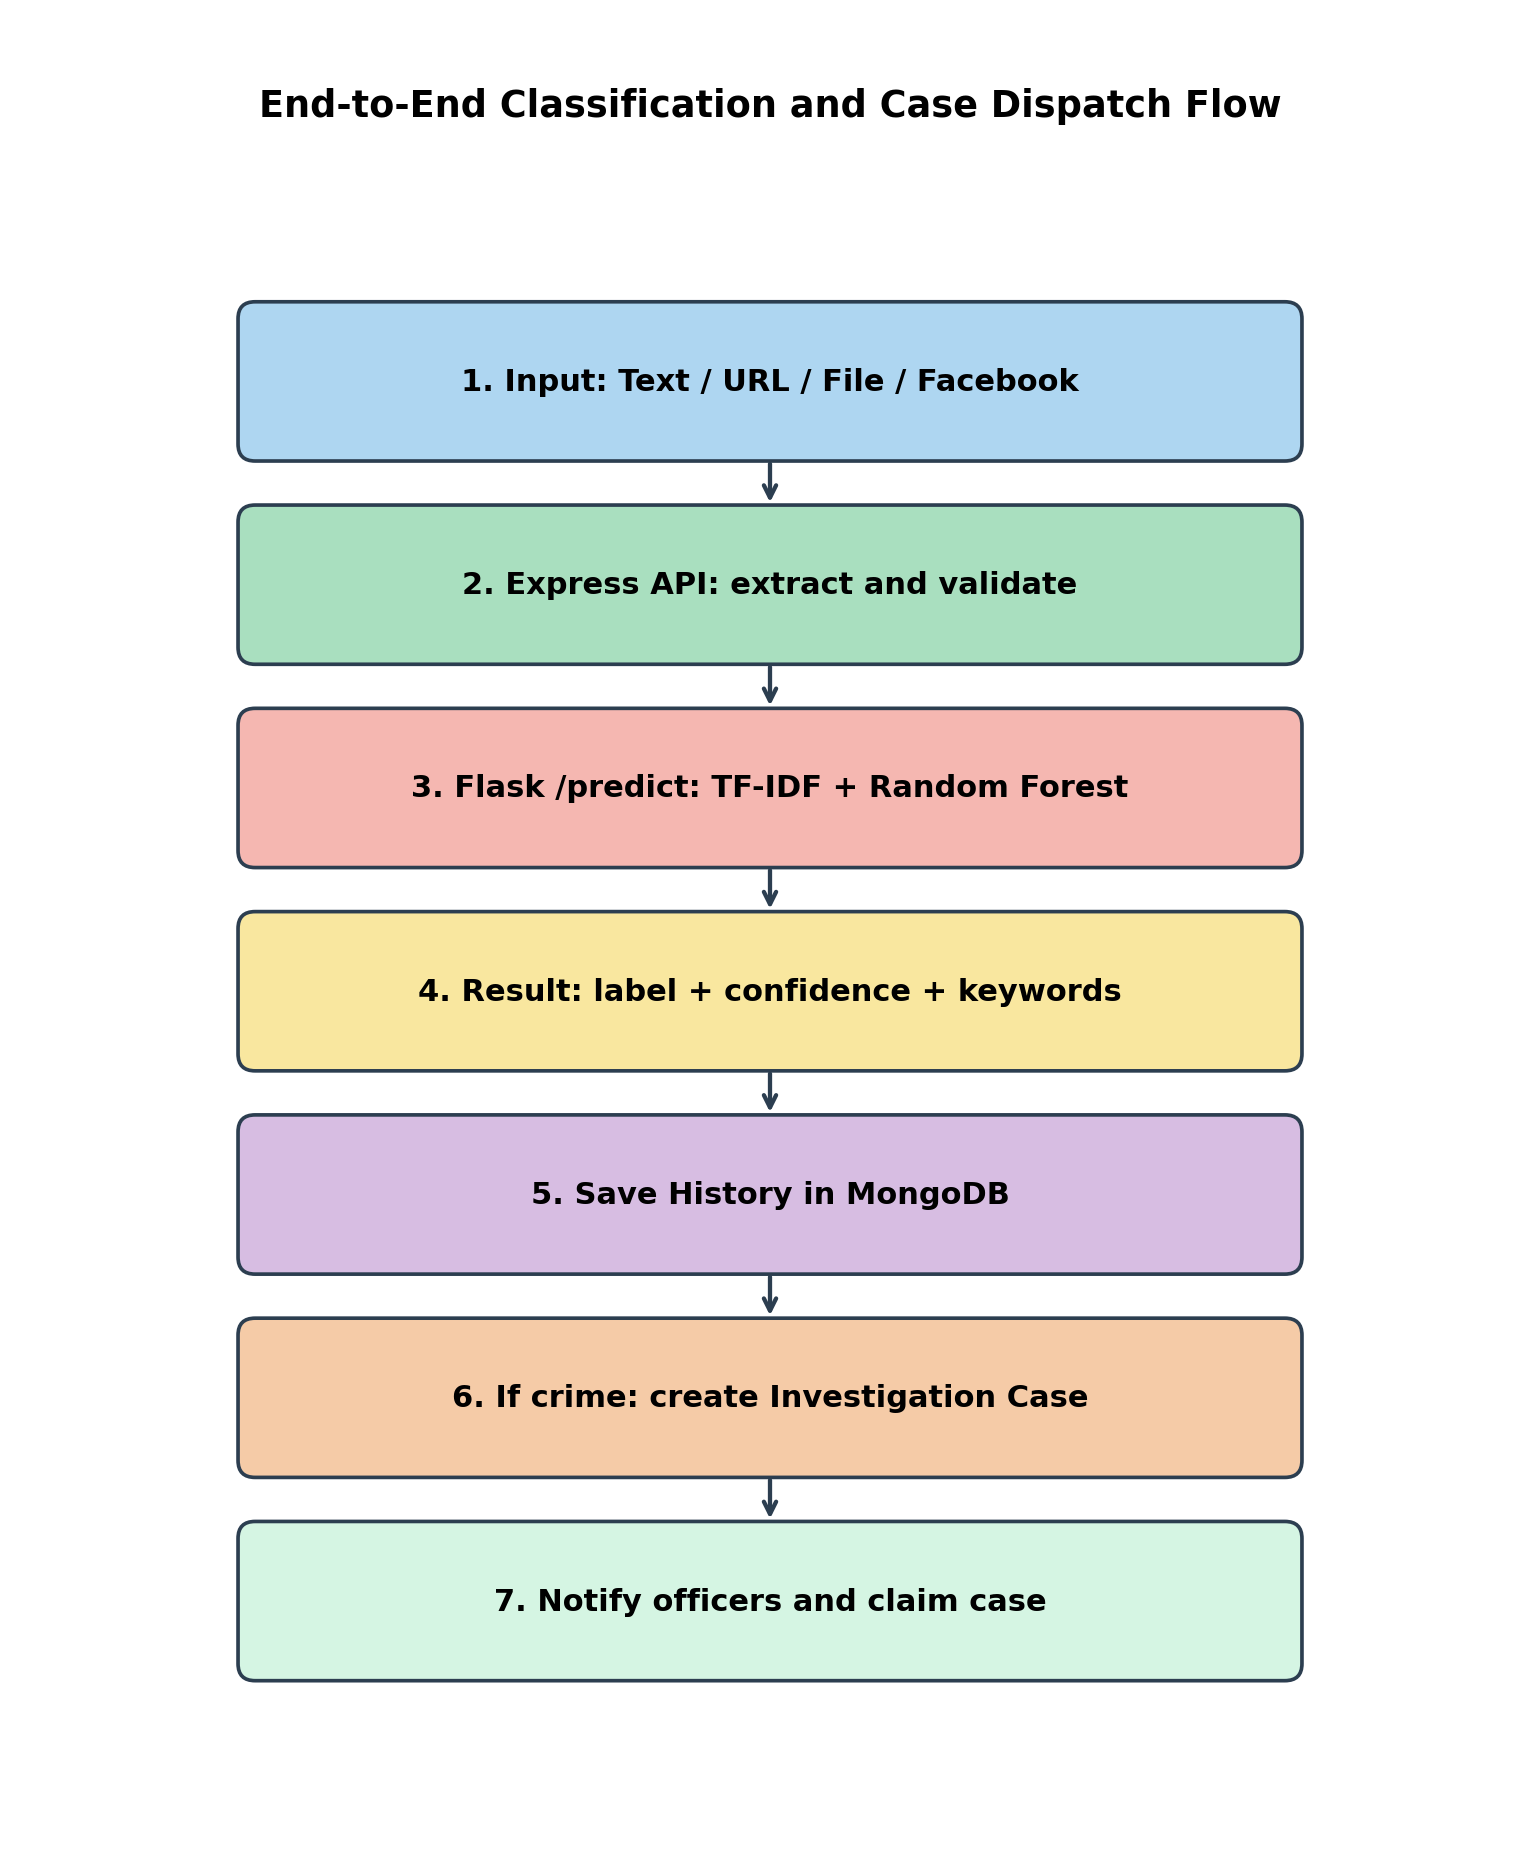 End-to-End Classification and Case Dispatch Flow
1. Input: Text / URL / File / Facebook
2. Express API: extract and validate
3. Flask /predict: TF-IDF + Random Forest
4. Result: label + confidence + keywords
5. Save History in MongoDB
6. If crime: create Investigation Case
7. Notify officers and claim case